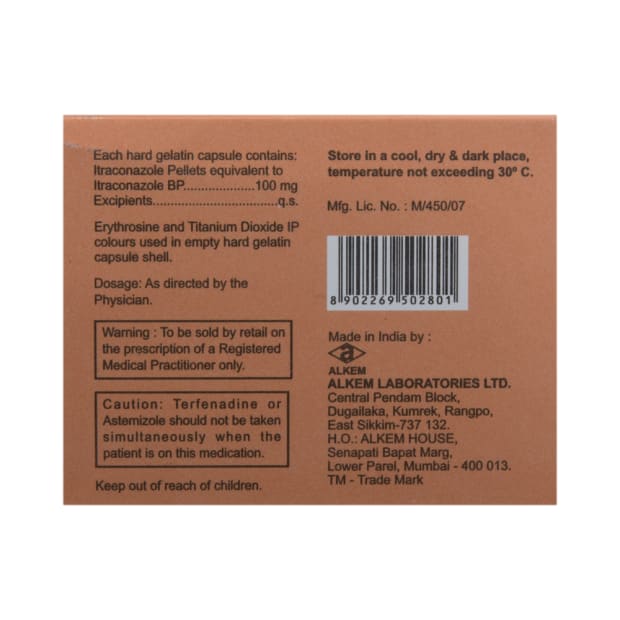 Each hard gelatin capsule contains:
Itraconazole Pellets equivalent to
Itraconazole BP....................100 mg
Excipients...................................q.s.
Erythrosine and Titanium Dioxide IP
colours used in empty hard gelatin
capsule shell.
Dosage: As directed by the
Physician.
Warning : To be sold by retail on
the prescription of a Registered
Medical Practitioner only.
Caution: Terfenadine or
Astemizole should not be taken
simultaneously when the
patient is on this medication.
Keep out of reach of children.
Store in a cool, dry & dark place,
temperature not exceeding 30º C.
Mfg. Lic. No. : M/450/07
8 902269 502801
Made in India by :
a
ALKEM
ALKEM LABORATORIES LTD.
Central Pendam Block,
Dugailaka, Kumrek, Rangpo,
East Sikkim-737 132.
H.O.: ALKEM HOUSE,
Senapati Bapat Marg,
Lower Parel, Mumbai - 400 013.
TM - Trade Mark